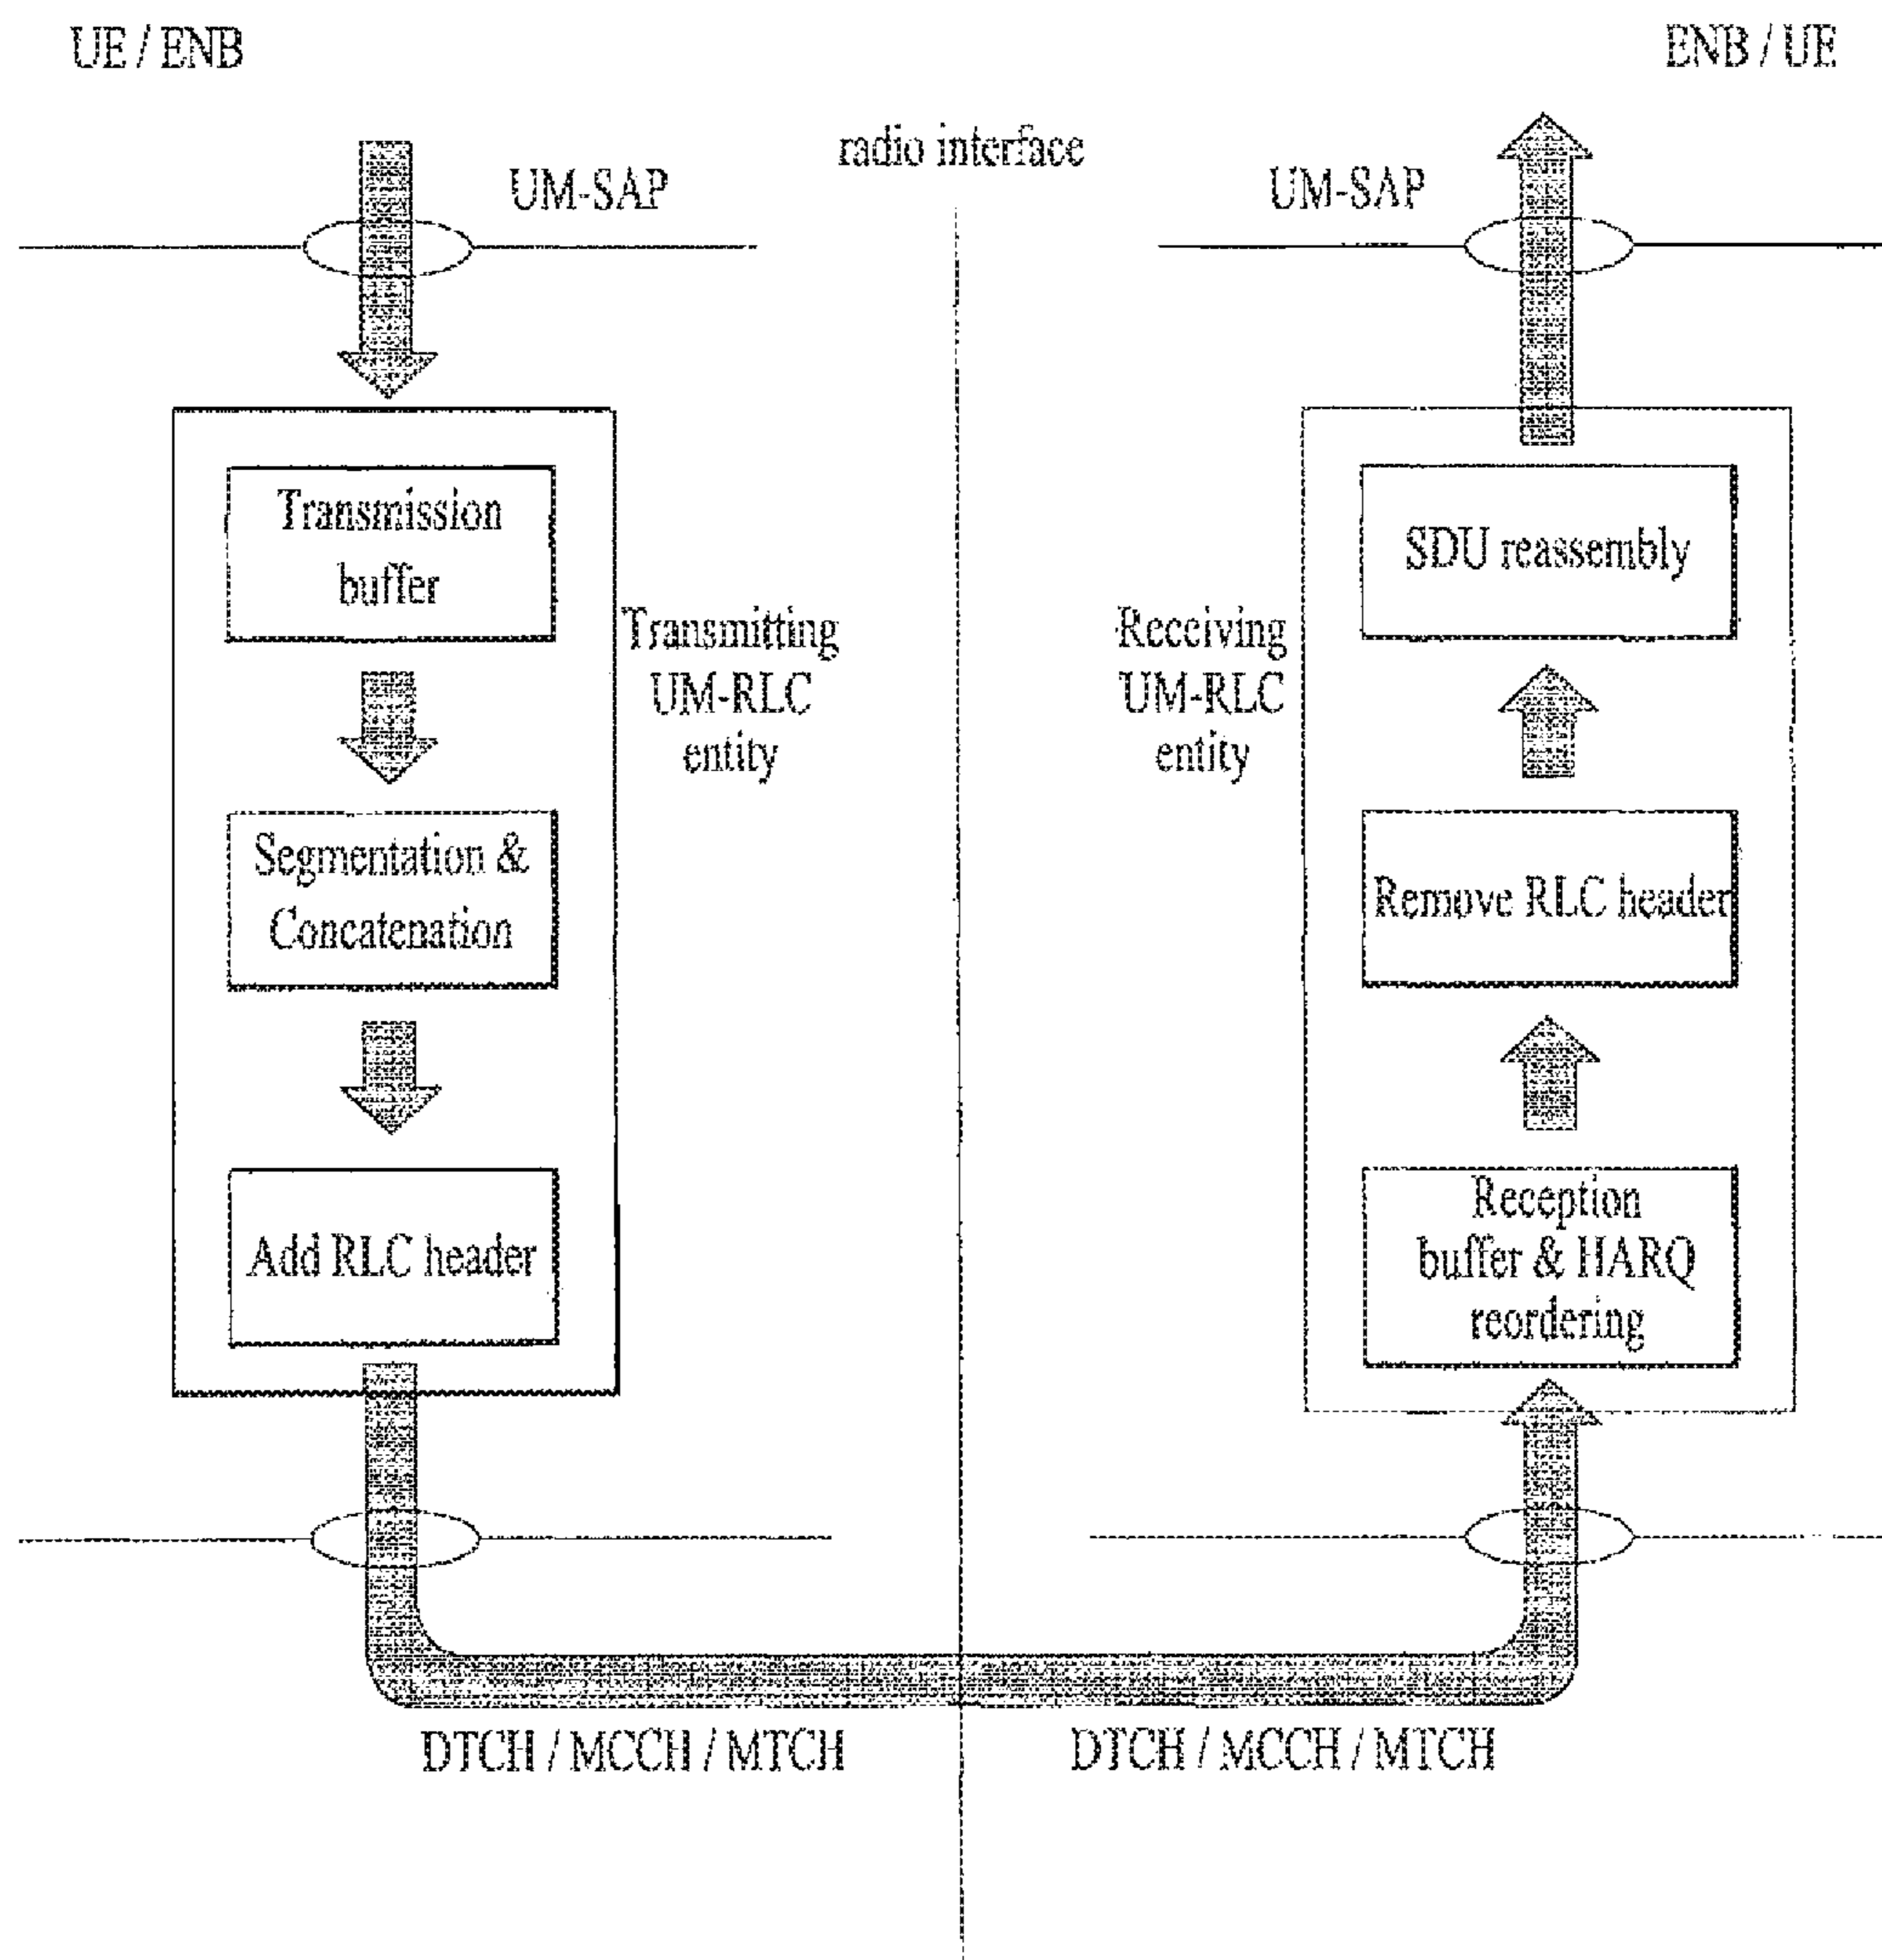 UE / ENB
ENB / UE
radio interface
UM-SAP
UM-SAP
Transmission
buffer
Segmentation &
Concatenation
Add RLC header
Transmitting
UM-RLC
entity
Receiving
UM-RLC
entity
SDU reassembly
Remove RLC header
Reception
buffer & HARQ
reordering
DTCH / MCCH / MTCH
DTCH / MCCH / MTCH